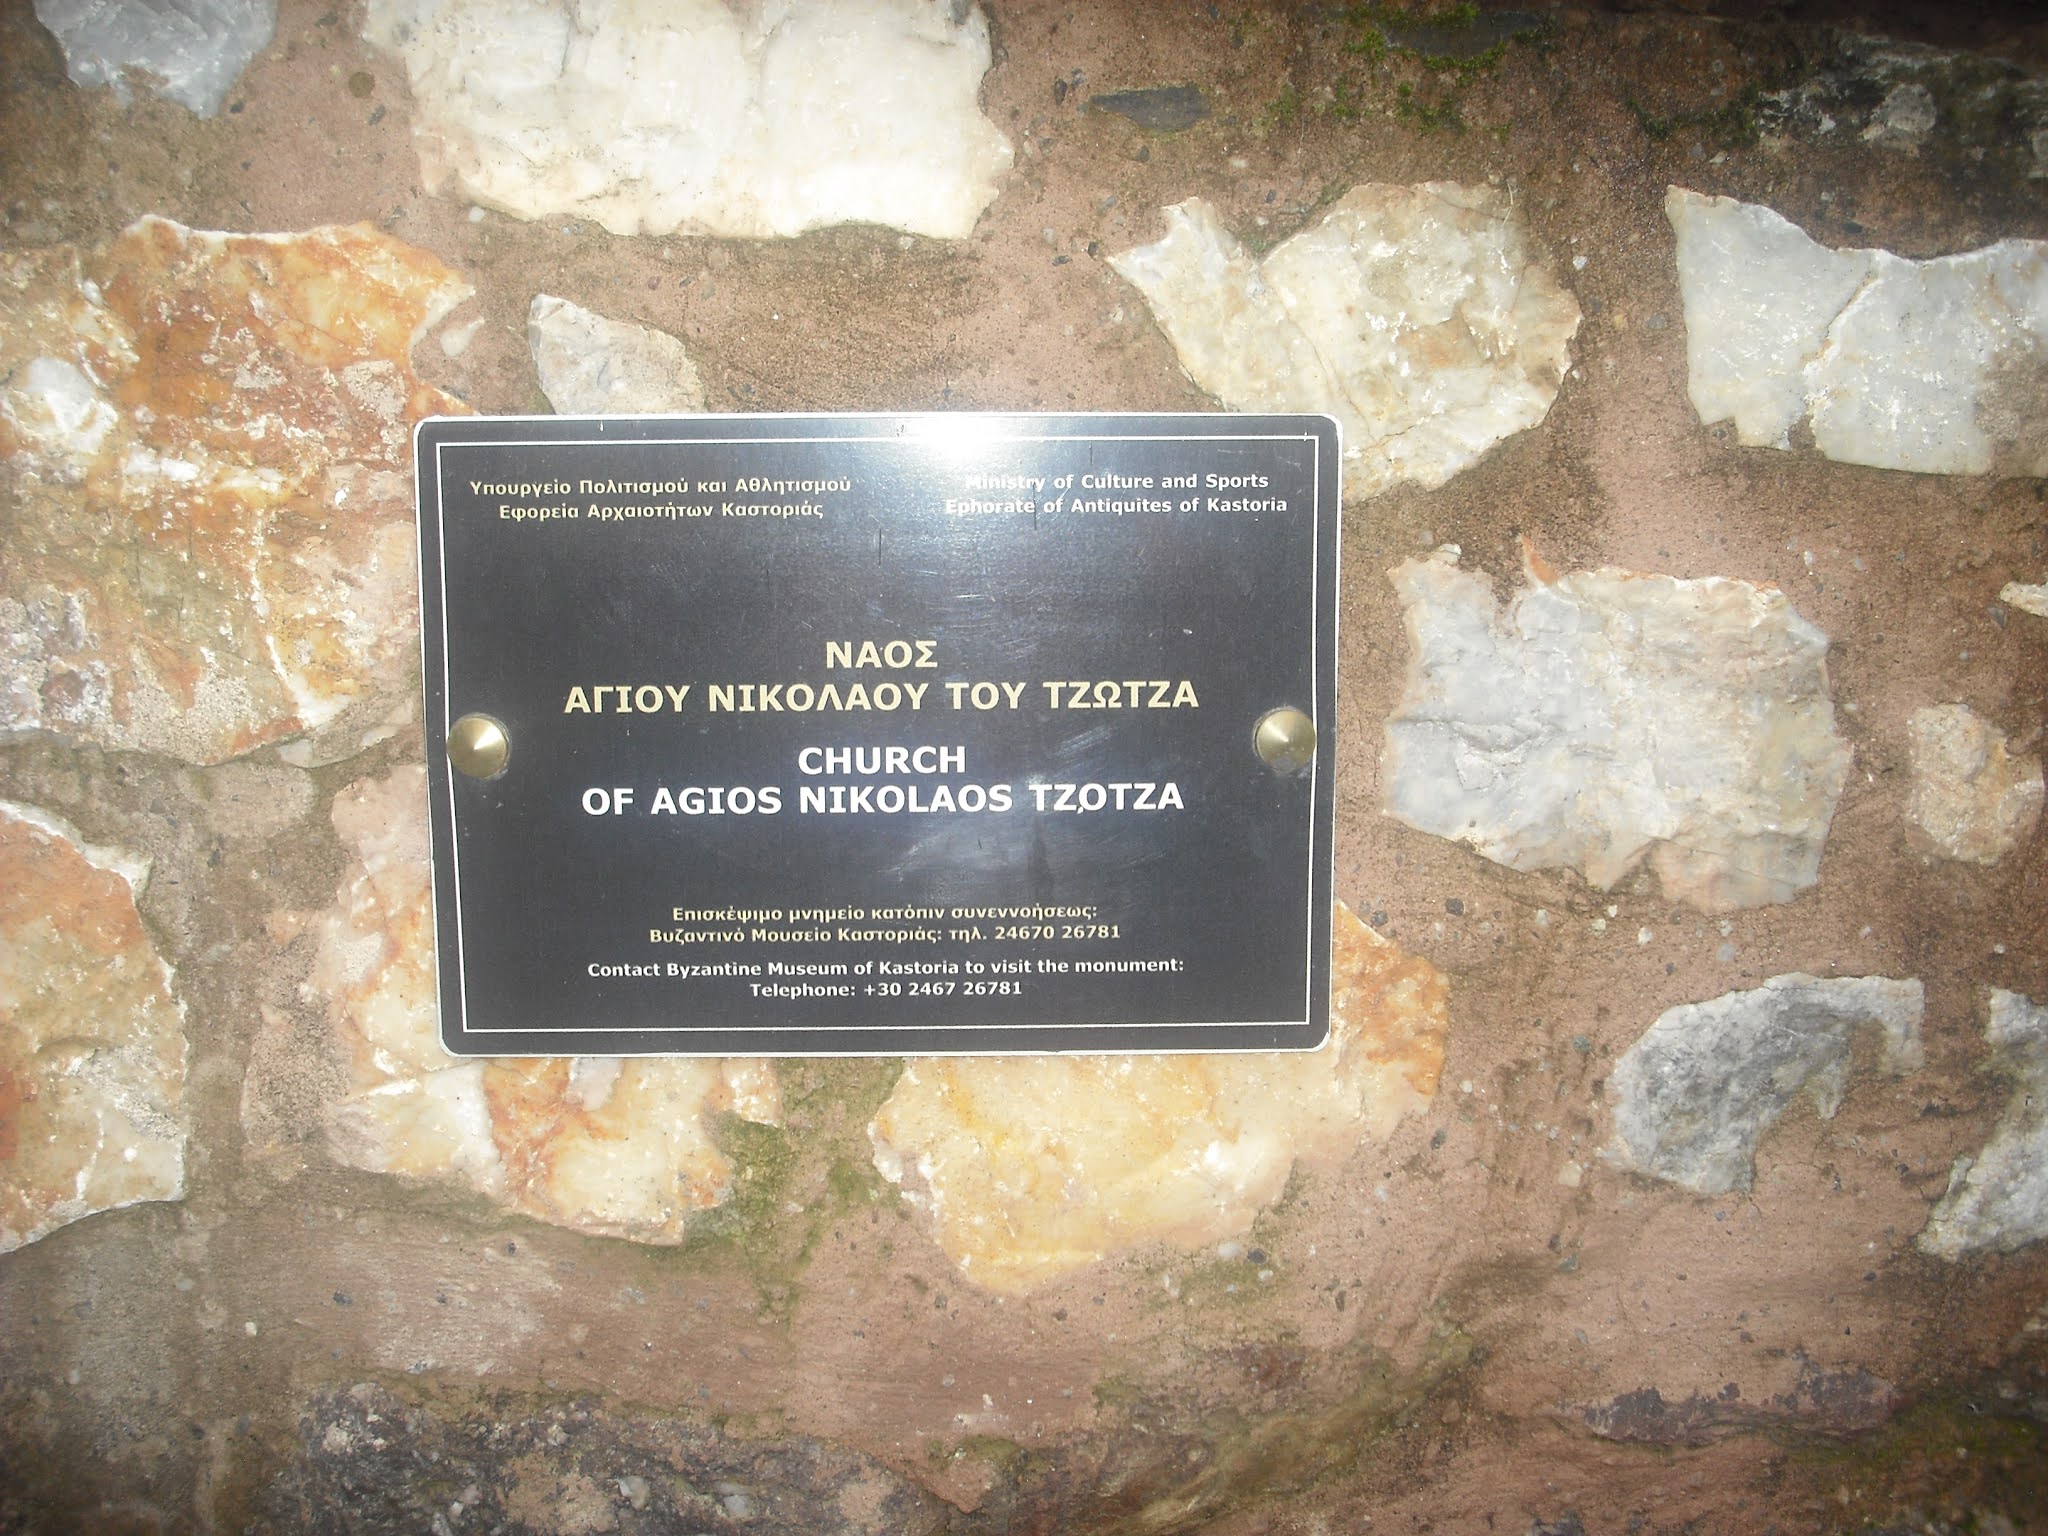 Υπουργείο Πολιτισμού και Αθλητισμού
Εφορεία Αρχαιοτήτων Καστοριάς
Ministry of Culture and Sports
Ephorate of Antiquites of Kastoria
ΝΑΟΣ
ΑΓΙΟΥ ΝΙΚΟΛΑΟΥ ΤΟΥ ΤΖΩΤΖΑ
CHURCH
OF AGIOS NIKOLAOS TZOTZA
Επισκέψιμο μνημείο κατόπιν συνεννοήσεως:
Βυζαντινό Μουσείο Καστοριάς: τηλ. 24670 26781
Contact Byzantine Museum of Kastoria to visit the monument:
Telephone: +30 2467 26781